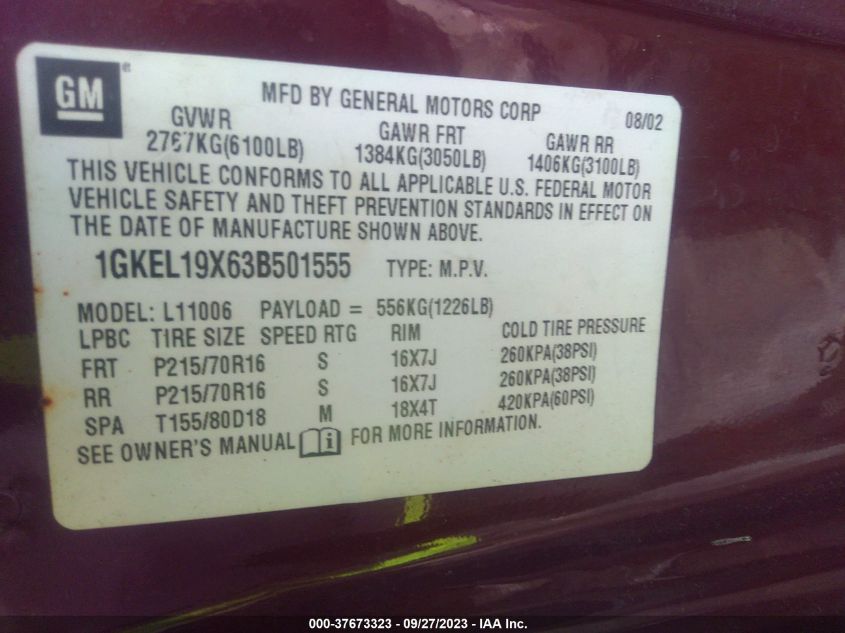 GM®
MFD BY GENERAL MOTORS CORP 08/02
GVWR GAWR FRT GAWR RR
2767KG(6100LB) 1384KG(3050LB) 1406KG(3100LB)
THIS VEHICLE CONFORMS TO ALL APPLICABLE U.S. FEDERAL MOTOR
VEHICLE SAFETY AND THEFT PREVENTION STANDARDS IN EFFECT ON
THE DATE OF MANUFACTURE SHOWN ABOVE.
1GKEL19X63B501555 TYPE: M.P.V.
MODEL: L11006 PAYLOAD = 556KG(1226LB)
LPBC TIRE SIZE SPEED RTG RIM COLD TIRE PRESSURE
FRT P215/70R16 S 16X7J 260KPA(38PSI)
RR P215/70R16 S 16X7J 260KPA(38PSI)
SPA T155/80D18 M 18X4T 420KPA(60PSI)
SEE OWNER'S MANUAL i FOR MORE INFORMATION.
000-37673323 - 09/27/2023 - IAA Inc.